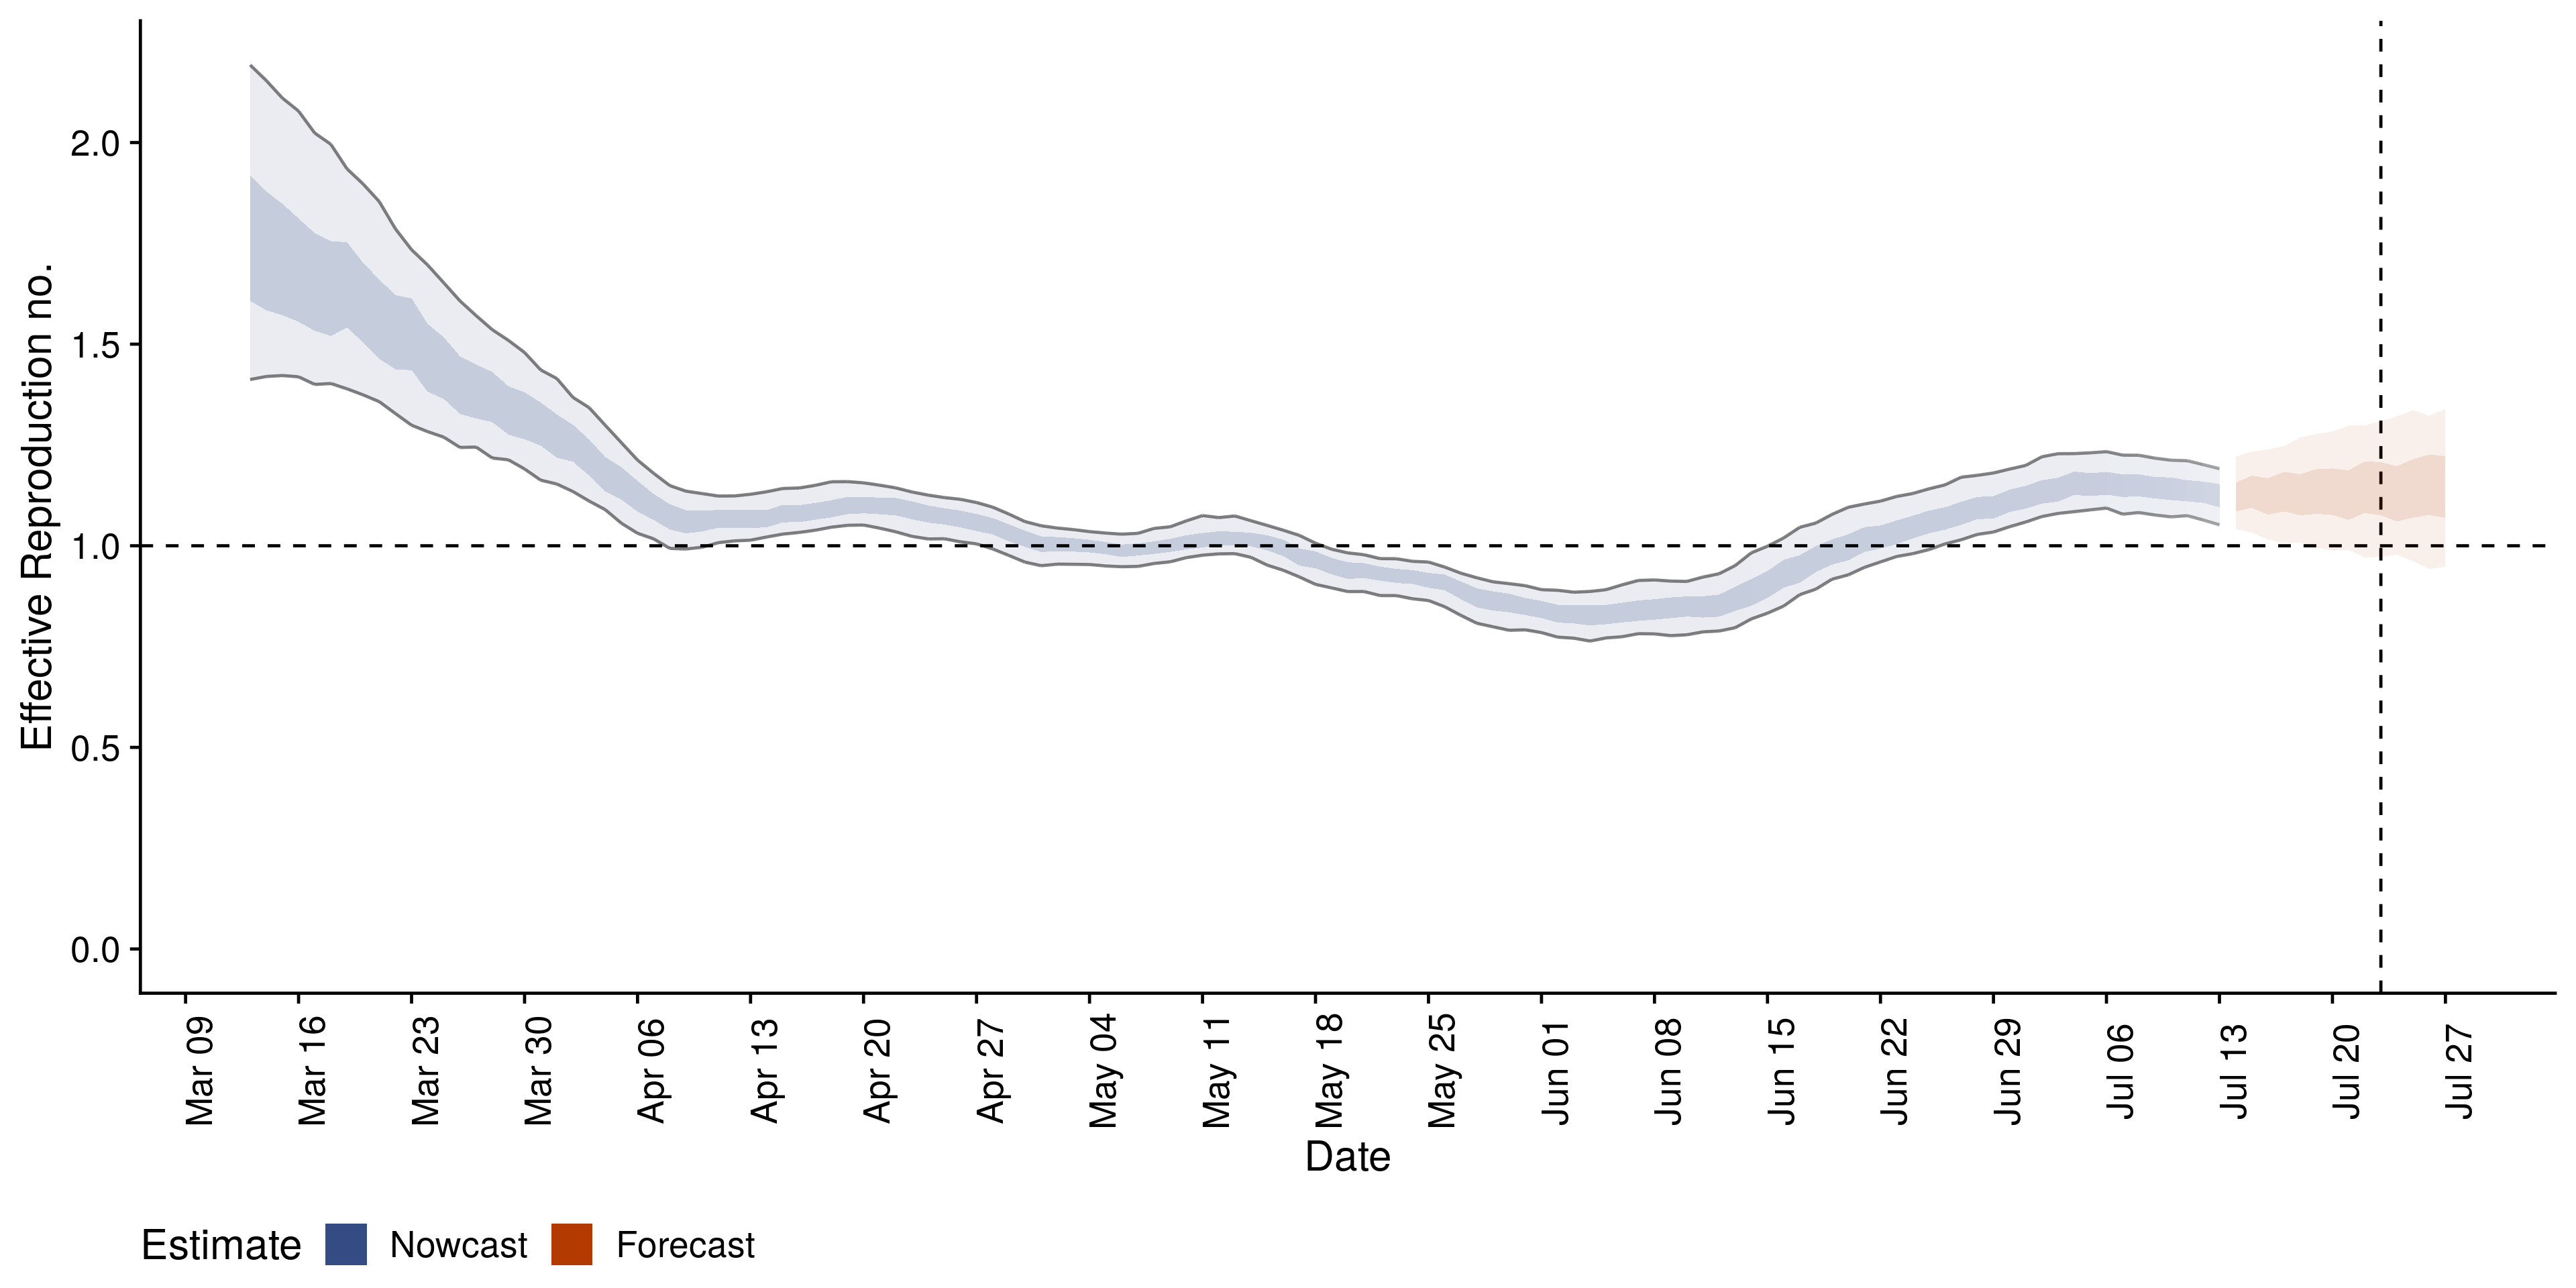 Effective Reproduction no.
2.0
1.5
1.0
0.5
0.0
Mar 09
Mar 16
Mar 23
Mar 30
Apr 06
Apr 13
Apr 20
Apr 27
May 04
May 11
May 18
May 25
Jun 01
Jun 08
Jun 15
Jun 22
Jun 29
Jul 06
Jul 13
Jul 20
Jul 27
Date
Estimate Nowcast Forecast